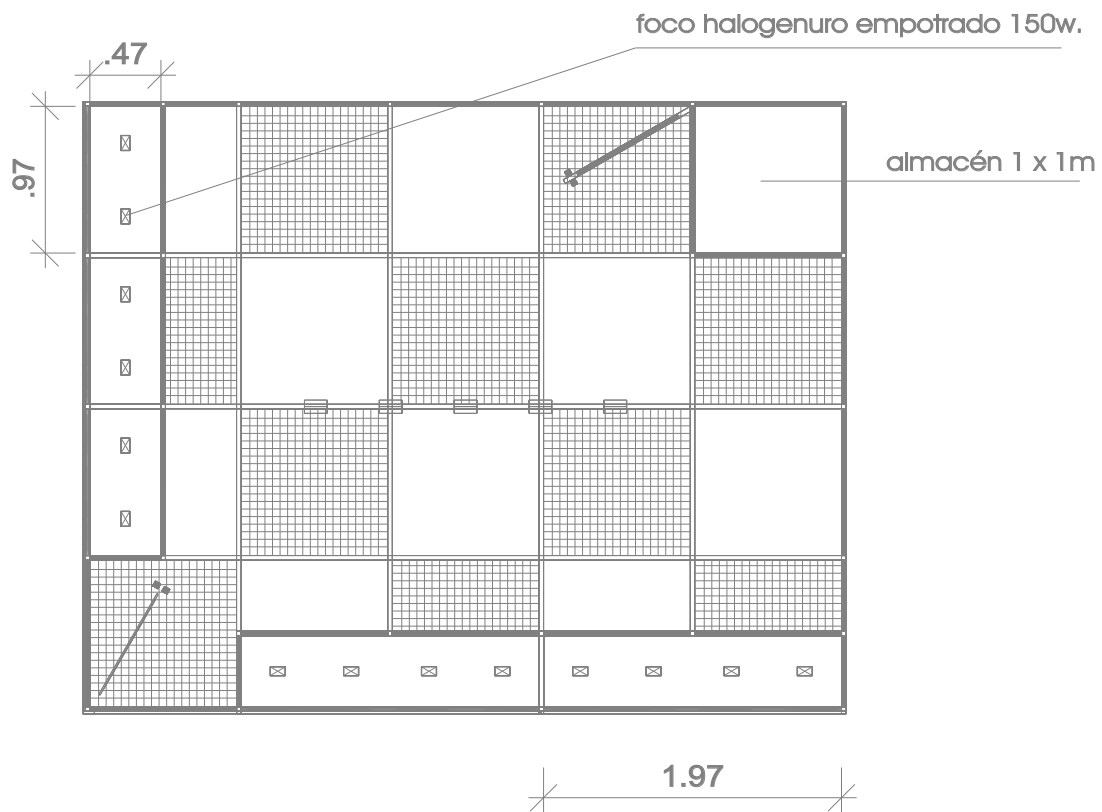 foco halogenuro empotrado 150w.
.47
.97
almacén 1 x 1m
1.97